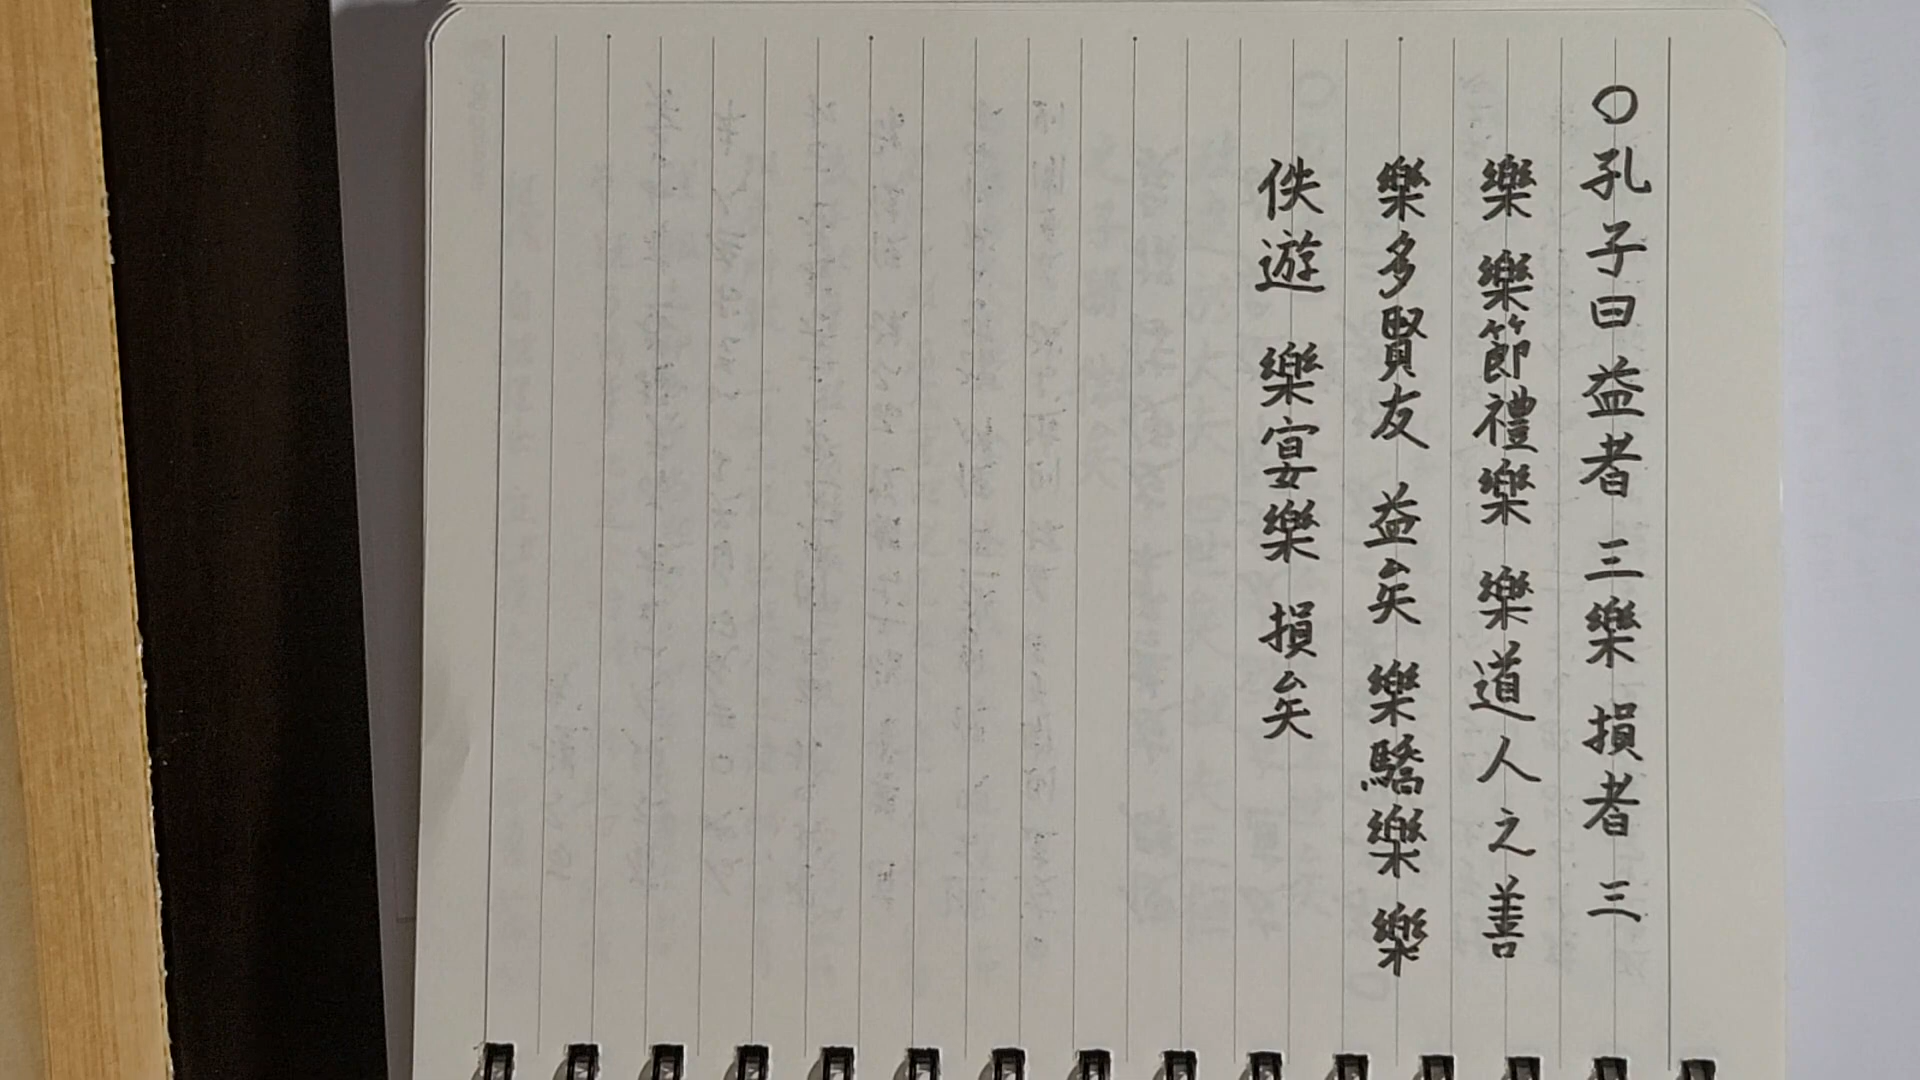 ○孔子曰益者三樂損者三
樂 樂節禮樂 樂道人之善
樂多賢友 益矣 樂驕樂 樂
佚遊 樂宴樂 損矣